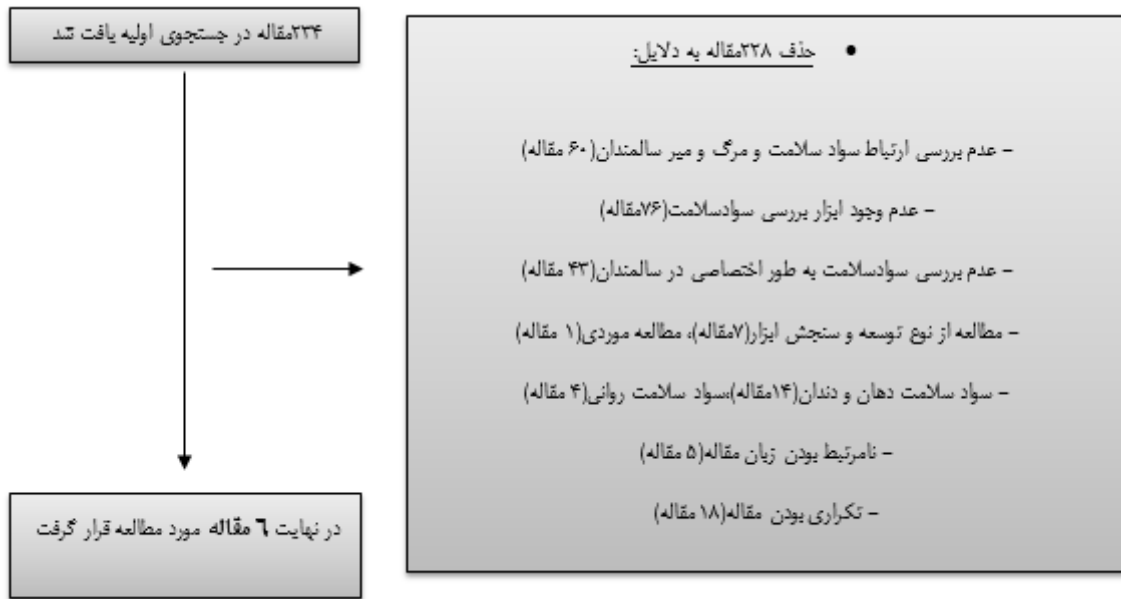 ۲۳۴مقاله در جستجوی اولیه یافت شد
• حذف ۲۲۸مقاله به دلایل:
- عدم بررسی ارتباط سواد سلامت و مرگ و میر سالمندان(۶۰ مقاله)
- عدم وجود ابزار بررسی سوادسلامت(۷۶مقاله)
- عدم بررسی سوادسلامت به طور اختصاصی در سالمندان(۴۳ مقاله)
- مطالعه از نوع توسعه و سنجش ابزار(۷مقاله)، مطالعه موردی(۱ مقاله)
- سواد سلامت دهان و دندان(۱۴مقاله)،سواد سلامت روانی(۴ مقاله)
- نامرتبط بودن زبان مقاله(۵ مقاله)
- تکراری بودن مقاله(۱۸ مقاله)
در نهایت ٦ مقاله مورد مطالعه قرار گرفت